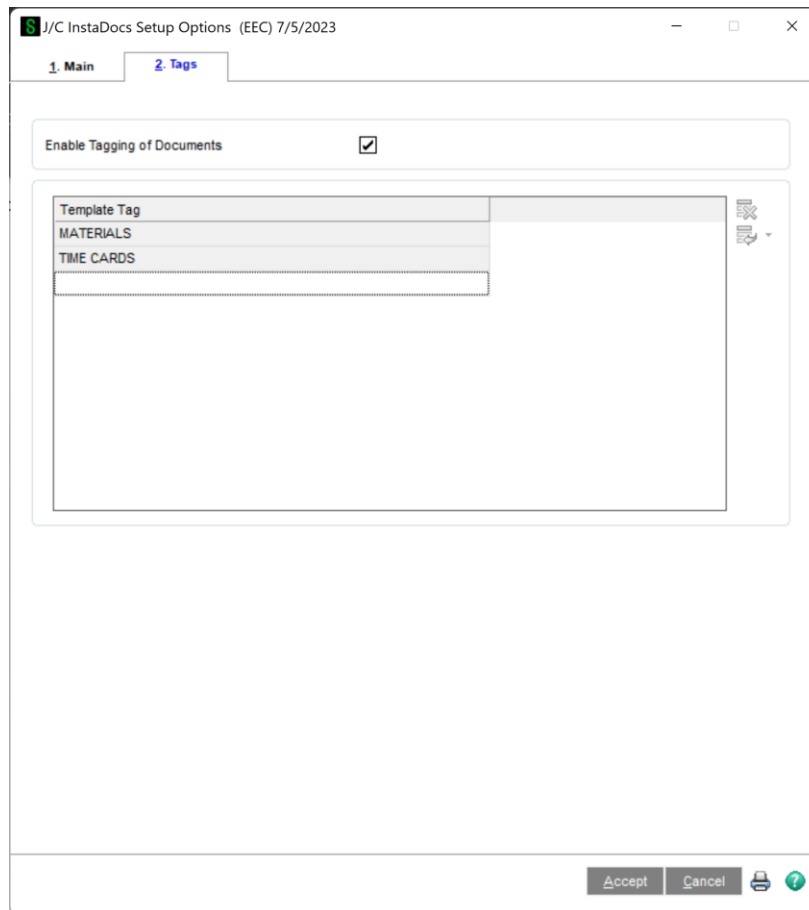 S J/C InstaDocs Setup Options (EEC) 7/5/2023
1. Main 2. Tags
Enable Tagging of Documents
Template Tag
MATERIALS
TIME CARDS
Accept Cancel ?